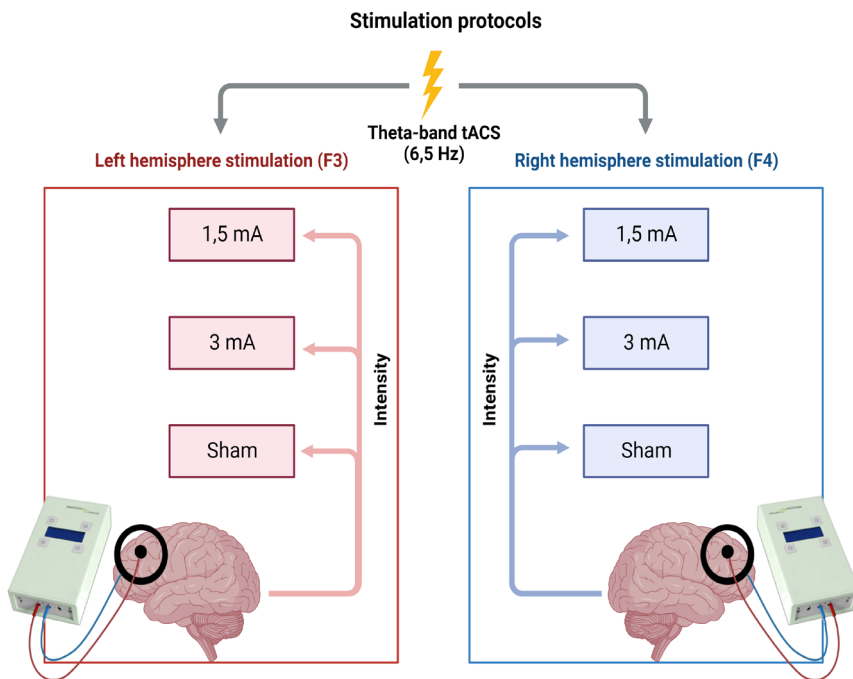 Stimulation protocols
Theta-band tACS
(6,5 Hz)
Left hemisphere stimulation (F3)
1,5 mA
3 mA
Sham
Intensity
Right hemisphere stimulation (F4)
1,5 mA
3 mA
Sham
Intensity